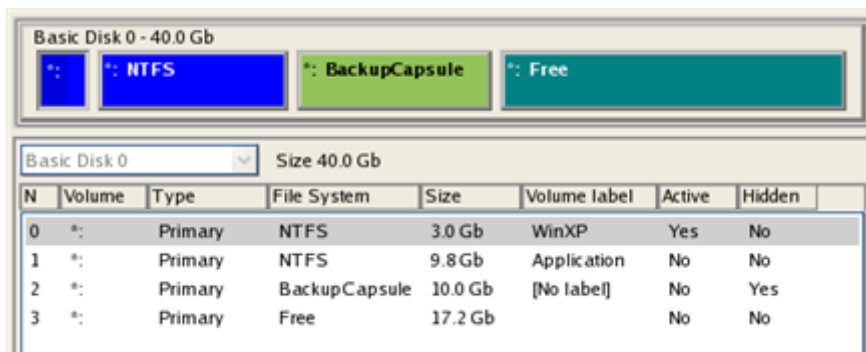 Basic Disk 0 - 40.0 Gb
*: *: NTFS *: BackupCapsule *: Free
Basic Disk 0 Size 40.0 Gb
N Volume Type File System Size Volume label Active Hidden
0 *: Primary NTFS 3.0 Gb WinXP Yes No
1 *: Primary NTFS 9.8 Gb Application No No
2 *: Primary BackupCapsule 10.0 Gb [No label] No Yes
3 *: Primary Free 17.2 Gb No No